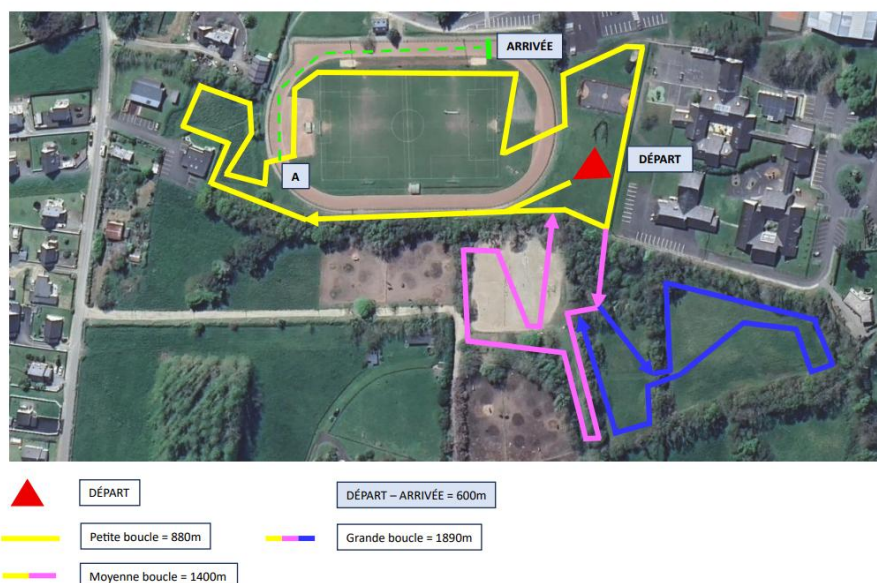 ARRIVÉE
DÉPART
A
DÉPART
DÉPART – ARRIVÉE = 600m
Petite boucle = 880m
Grande boucle = 1890m
Moyenne boucle = 1400m